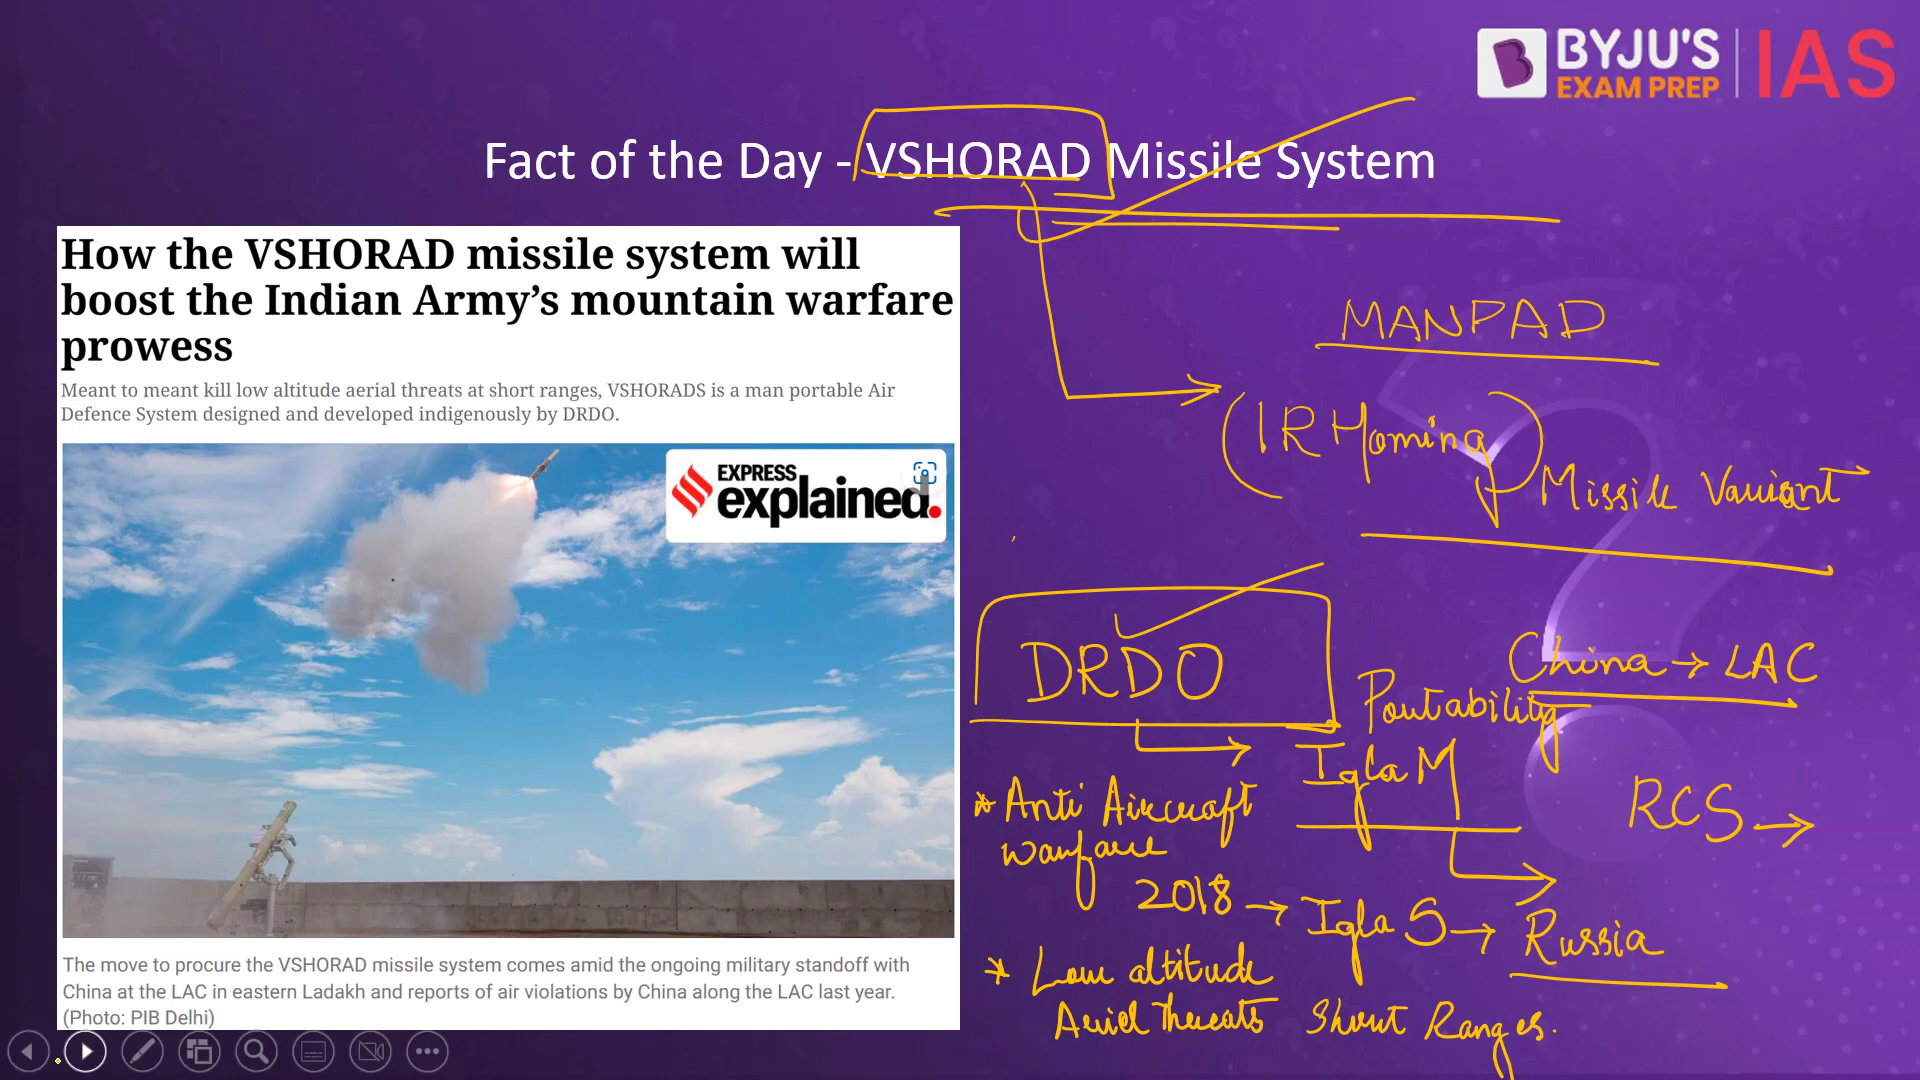 BYJU'S
EXAM PREP
IAS
Fact of the Day - VSHORAD Missile System
How the VSHORAD missile system will
boost the Indian Army's mountain warfare
prowess
Meant to meant kill low altitude aerial threats at short ranges, VSHORADS is a man portable Air
Defence System designed and developed indigenously by DRDO.
EXPRESS
explained.
The move to procure the VSHORAD missile system comes amid the ongoing military standoff with
China at the LAC in eastern Ladakh and reports of air violations by China along the LAC last year.
(Photo: PIB Delhi)
MANPAD
(IR Homing)
Missile Variant
DRDO
China → LAC
Portability
Igla M
RCS →
* Anti Aircraft
Warfare
2018 → Igla S → Russia
* Low altitude
Aerial Threats Short Ranges.